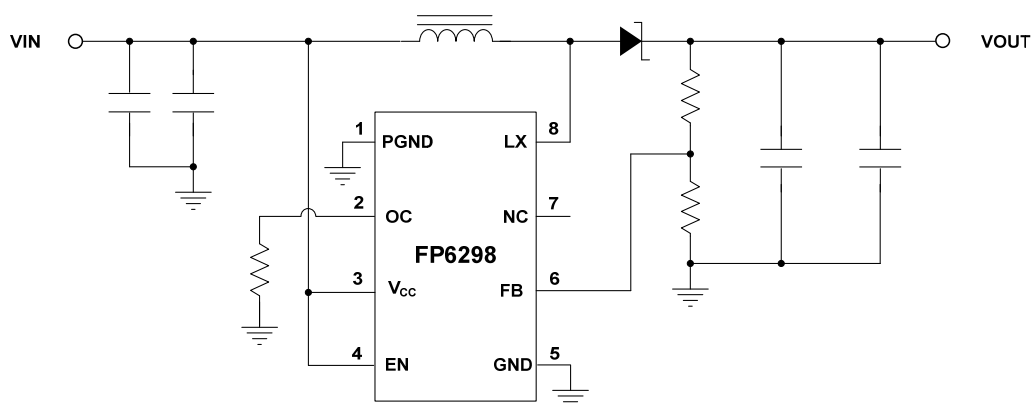 VIN
VOUT
1
PGND
LX
8
2
OC
NC
7
FP6298
3
VCC
FB
6
4
EN
GND
5